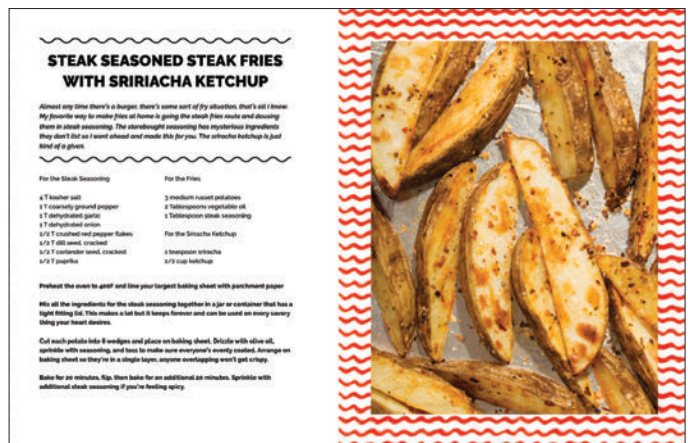 STEAK SEASONED STEAK FRIES
WITH SRIRIACHA KETCHUP
Almost any time there's a burger, there's some sort of fry situation, that's all I know.
My favorite way to make fries at home is going the steak fries route and dousing
them in steak seasoning. The storebought seasoning has mysterious ingredients
they don't list so I went ahead and made this for you. The sriracha ketchup is just
kind of a given.
For the Steak Seasoning
4 T kosher salt
1 T coarsely ground pepper
1 T dehydrated garlic
1 T dehydrated onion
1/2 T crushed red pepper flakes
1/2 T dill seed, cracked
1/2 T coriander seed, cracked
1/2 T paprika
For the Fries
3 medium russet potatoes
2 Tablespoons vegetable oil
1 Tablespoon steak seasoning
For the Sriracha Ketchup
1 teaspoon sriracha
1/2 cup ketchup
Preheat the oven to 400F and line your largest baking sheet with parchment paper
Mix all the ingredients for the steak seasoning together in a jar or container that has a
tight fitting lid. This makes a lot but it keeps forever and can be used on every savory
thing your heart desires.
Cut each potato into 8 wedges and place on baking sheet. Drizzle with olive oil,
sprinkle with seasoning, and toss to make sure everyone's evenly coated. Arrange on
baking sheet so they're in a single layer, anyone overlapping won't get crispy.
Bake for 20 minutes, flip, then bake for an additional 20 minutes. Sprinkle with
additional steak seasoning if you're feeling spicy.